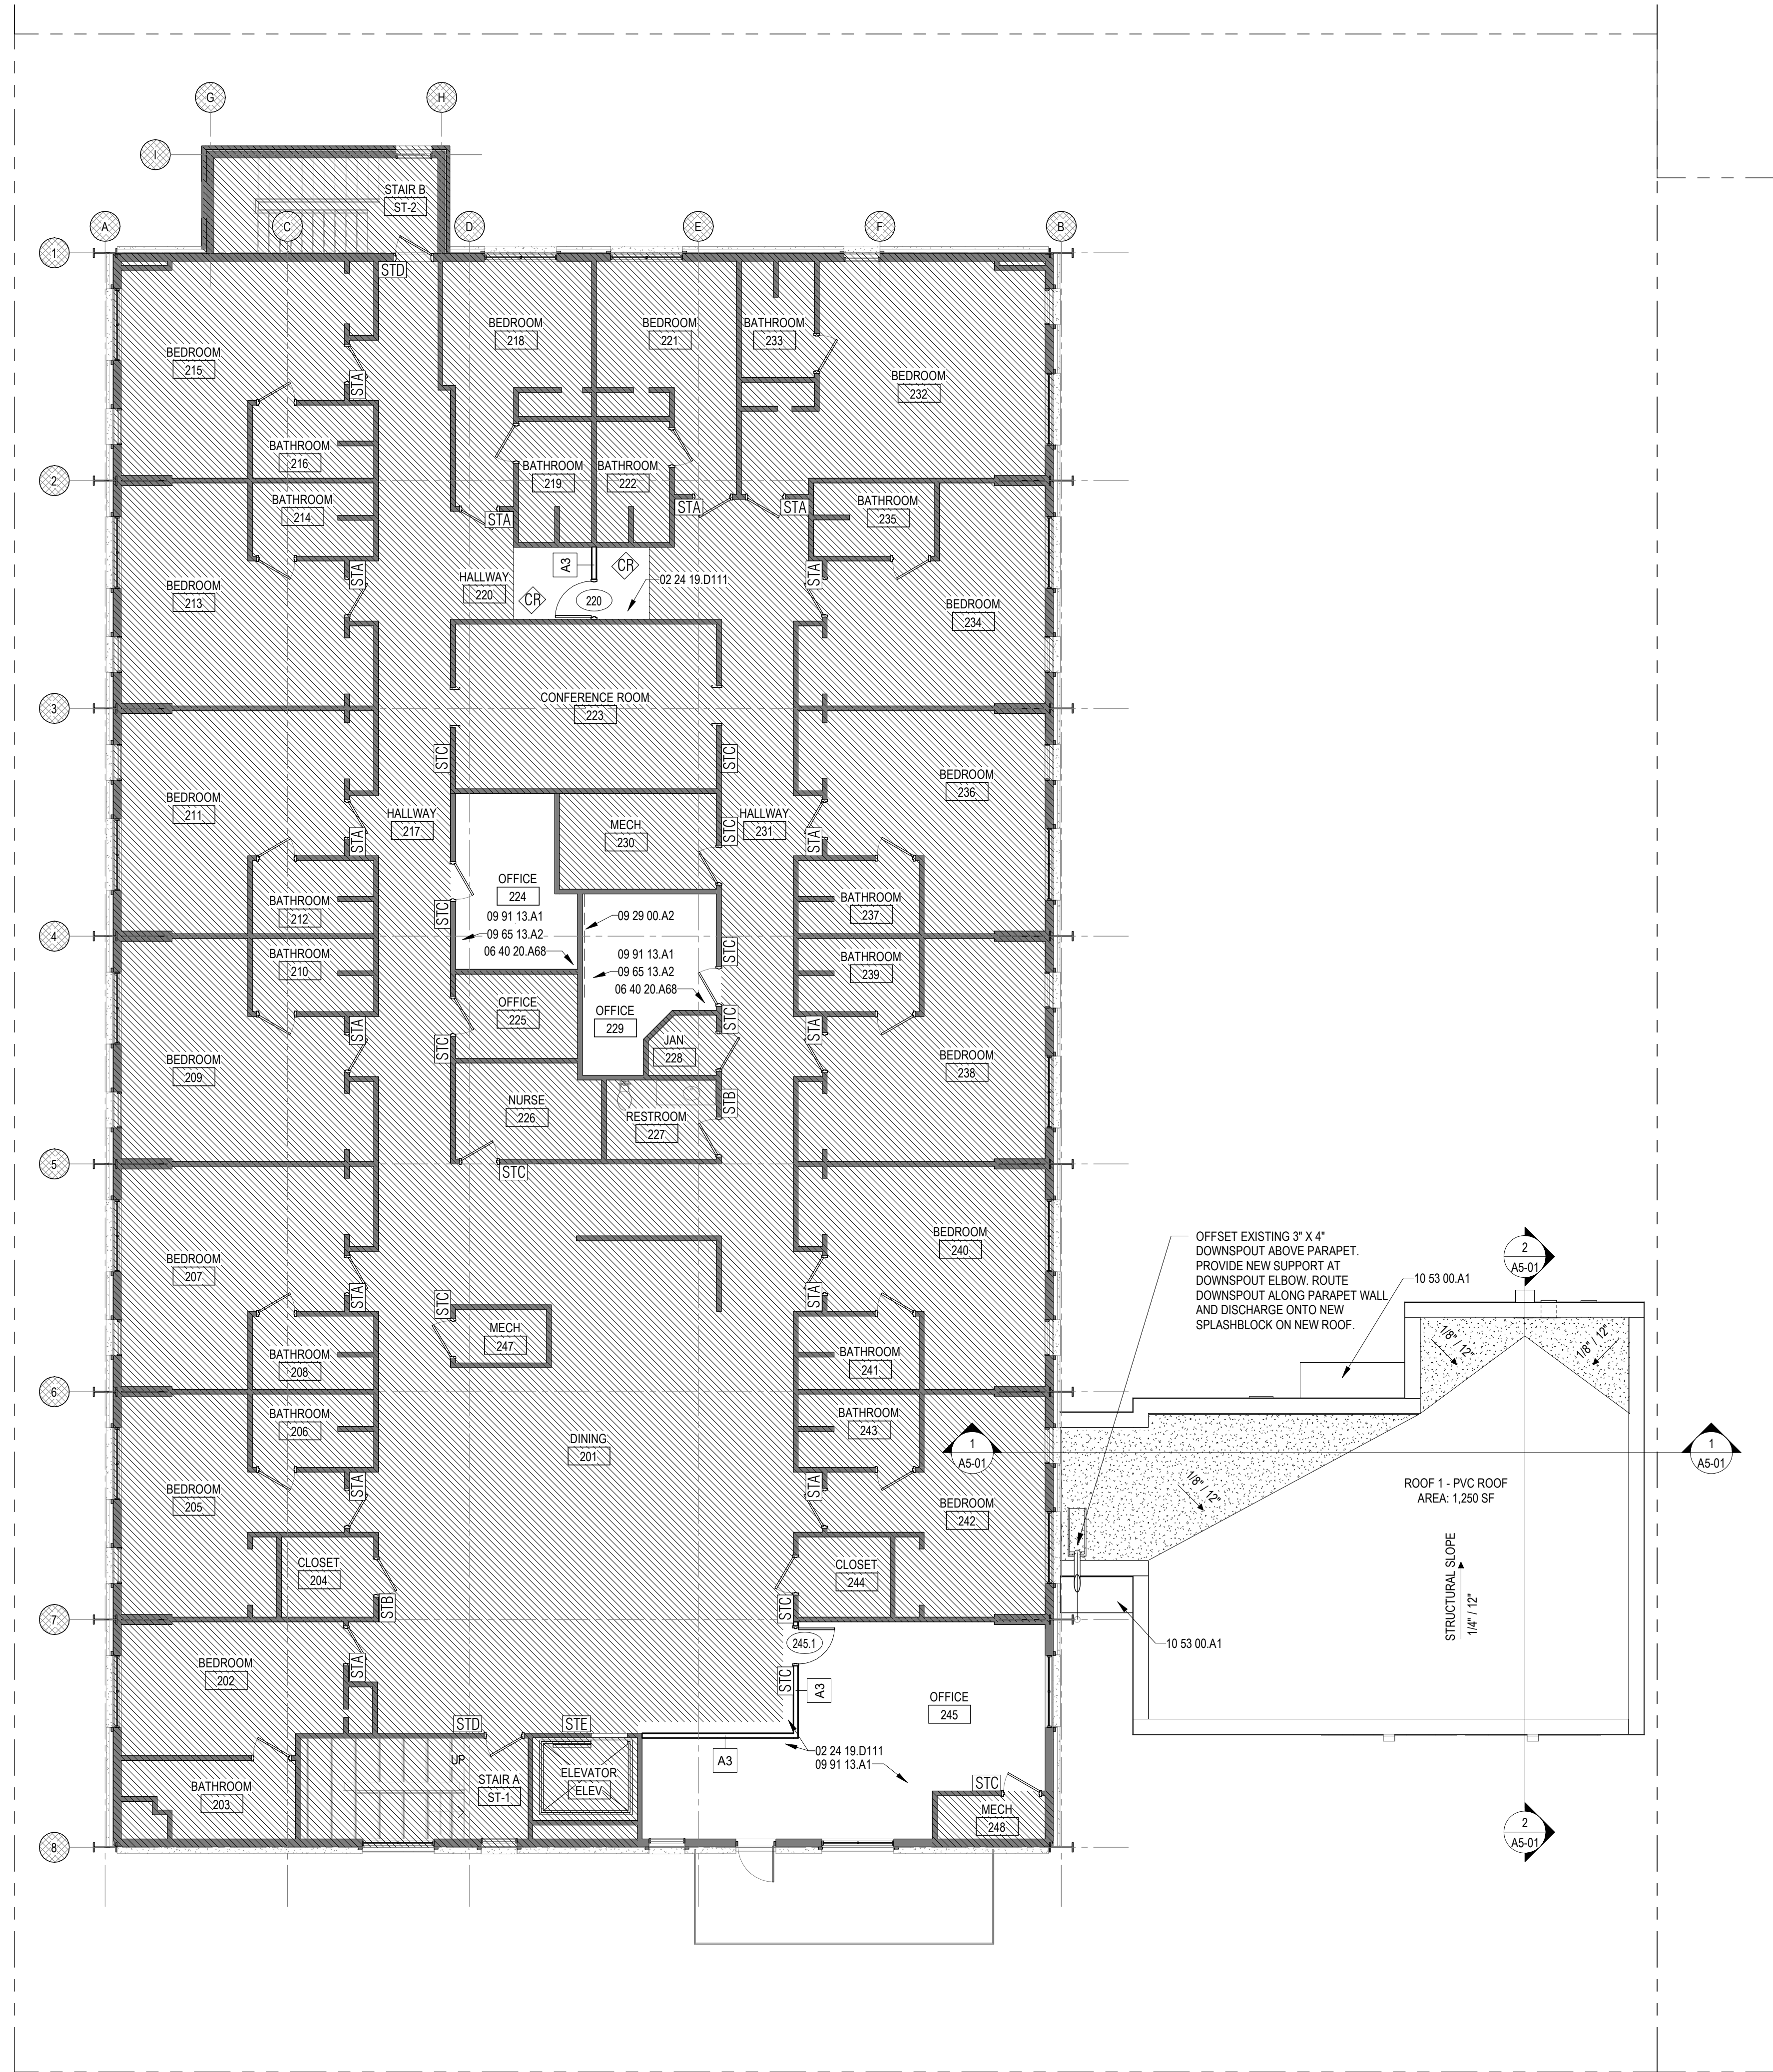 G
H
I
STAIR B
ST-2
A
C
D
E
F
B
1
STD
BEDROOM
218
BEDROOM
221
BATHROOM
233
BEDROOM
215
STA
BEDROOM
232
BATHROOM
216
BATHROOM
219
BATHROOM
222
2
BATHROOM
214
STA
STA
STA
BATHROOM
235
STA
BEDROOM
213
HALLWAY
220
A3
CR
CR
220
02 24 19.D111
STA
BEDROOM
234
3
CONFERENCE ROOM
223
STC
STC
BEDROOM
211
STA
HALLWAY
217
MECH
230
STC
HALLWAY
231
STA
BEDROOM
236
OFFICE
224
09 91 13.A1
09 65 13.A2
06 40 20.A68
STC
BATHROOM
212
09 29 00.A2
BATHROOM
237
4
BATHROOM
210
09 91 13.A1
09 65 13.A2
06 40 20.A68
STC
BATHROOM
239
OFFICE
225
OFFICE
229
STC
STA
STC
JAN
228
STA
BEDROOM
209
BEDROOM
238
NURSE
226
RESTROOM
227
STB
5
STC
BEDROOM
207
STA
BEDROOM
240
STC
STA
MECH
247
BATHROOM
208
BATHROOM
241
OFFSET EXISTING 3" X 4"
DOWNSPOUT ABOVE PARAPET.
PROVIDE NEW SUPPORT AT
DOWNSPOUT ELBOW. ROUTE
DOWNSPOUT ALONG PARAPET WALL
AND DISCHARGE ONTO NEW
SPLASHBLOCK ON NEW ROOF.
10 53 00.A1
2
A5-01
1/8" / 12"
1/8" / 12"
6
BATHROOM
206
DINING
201
BATHROOM
243
1
A5-01
1
A5-01
BEDROOM
205
STA
STA
BEDROOM
242
1/8" / 12"
ROOF 1 - PVC ROOF
AREA: 1,250 SF
STRUCTURAL SLOPE
1/4" / 12"
CLOSET
204
STB
CLOSET
244
STC
7
10 53 00.A1
245.1
BEDROOM
202
STA
STC
A3
OFFICE
245
STD
STE
A3
02 24 19.D111
09 91 13.A1
UP
STAIR A
ST-1
ELEVATOR
ELEV
BATHROOM
203
STC
MECH
248
8
2
A5-01